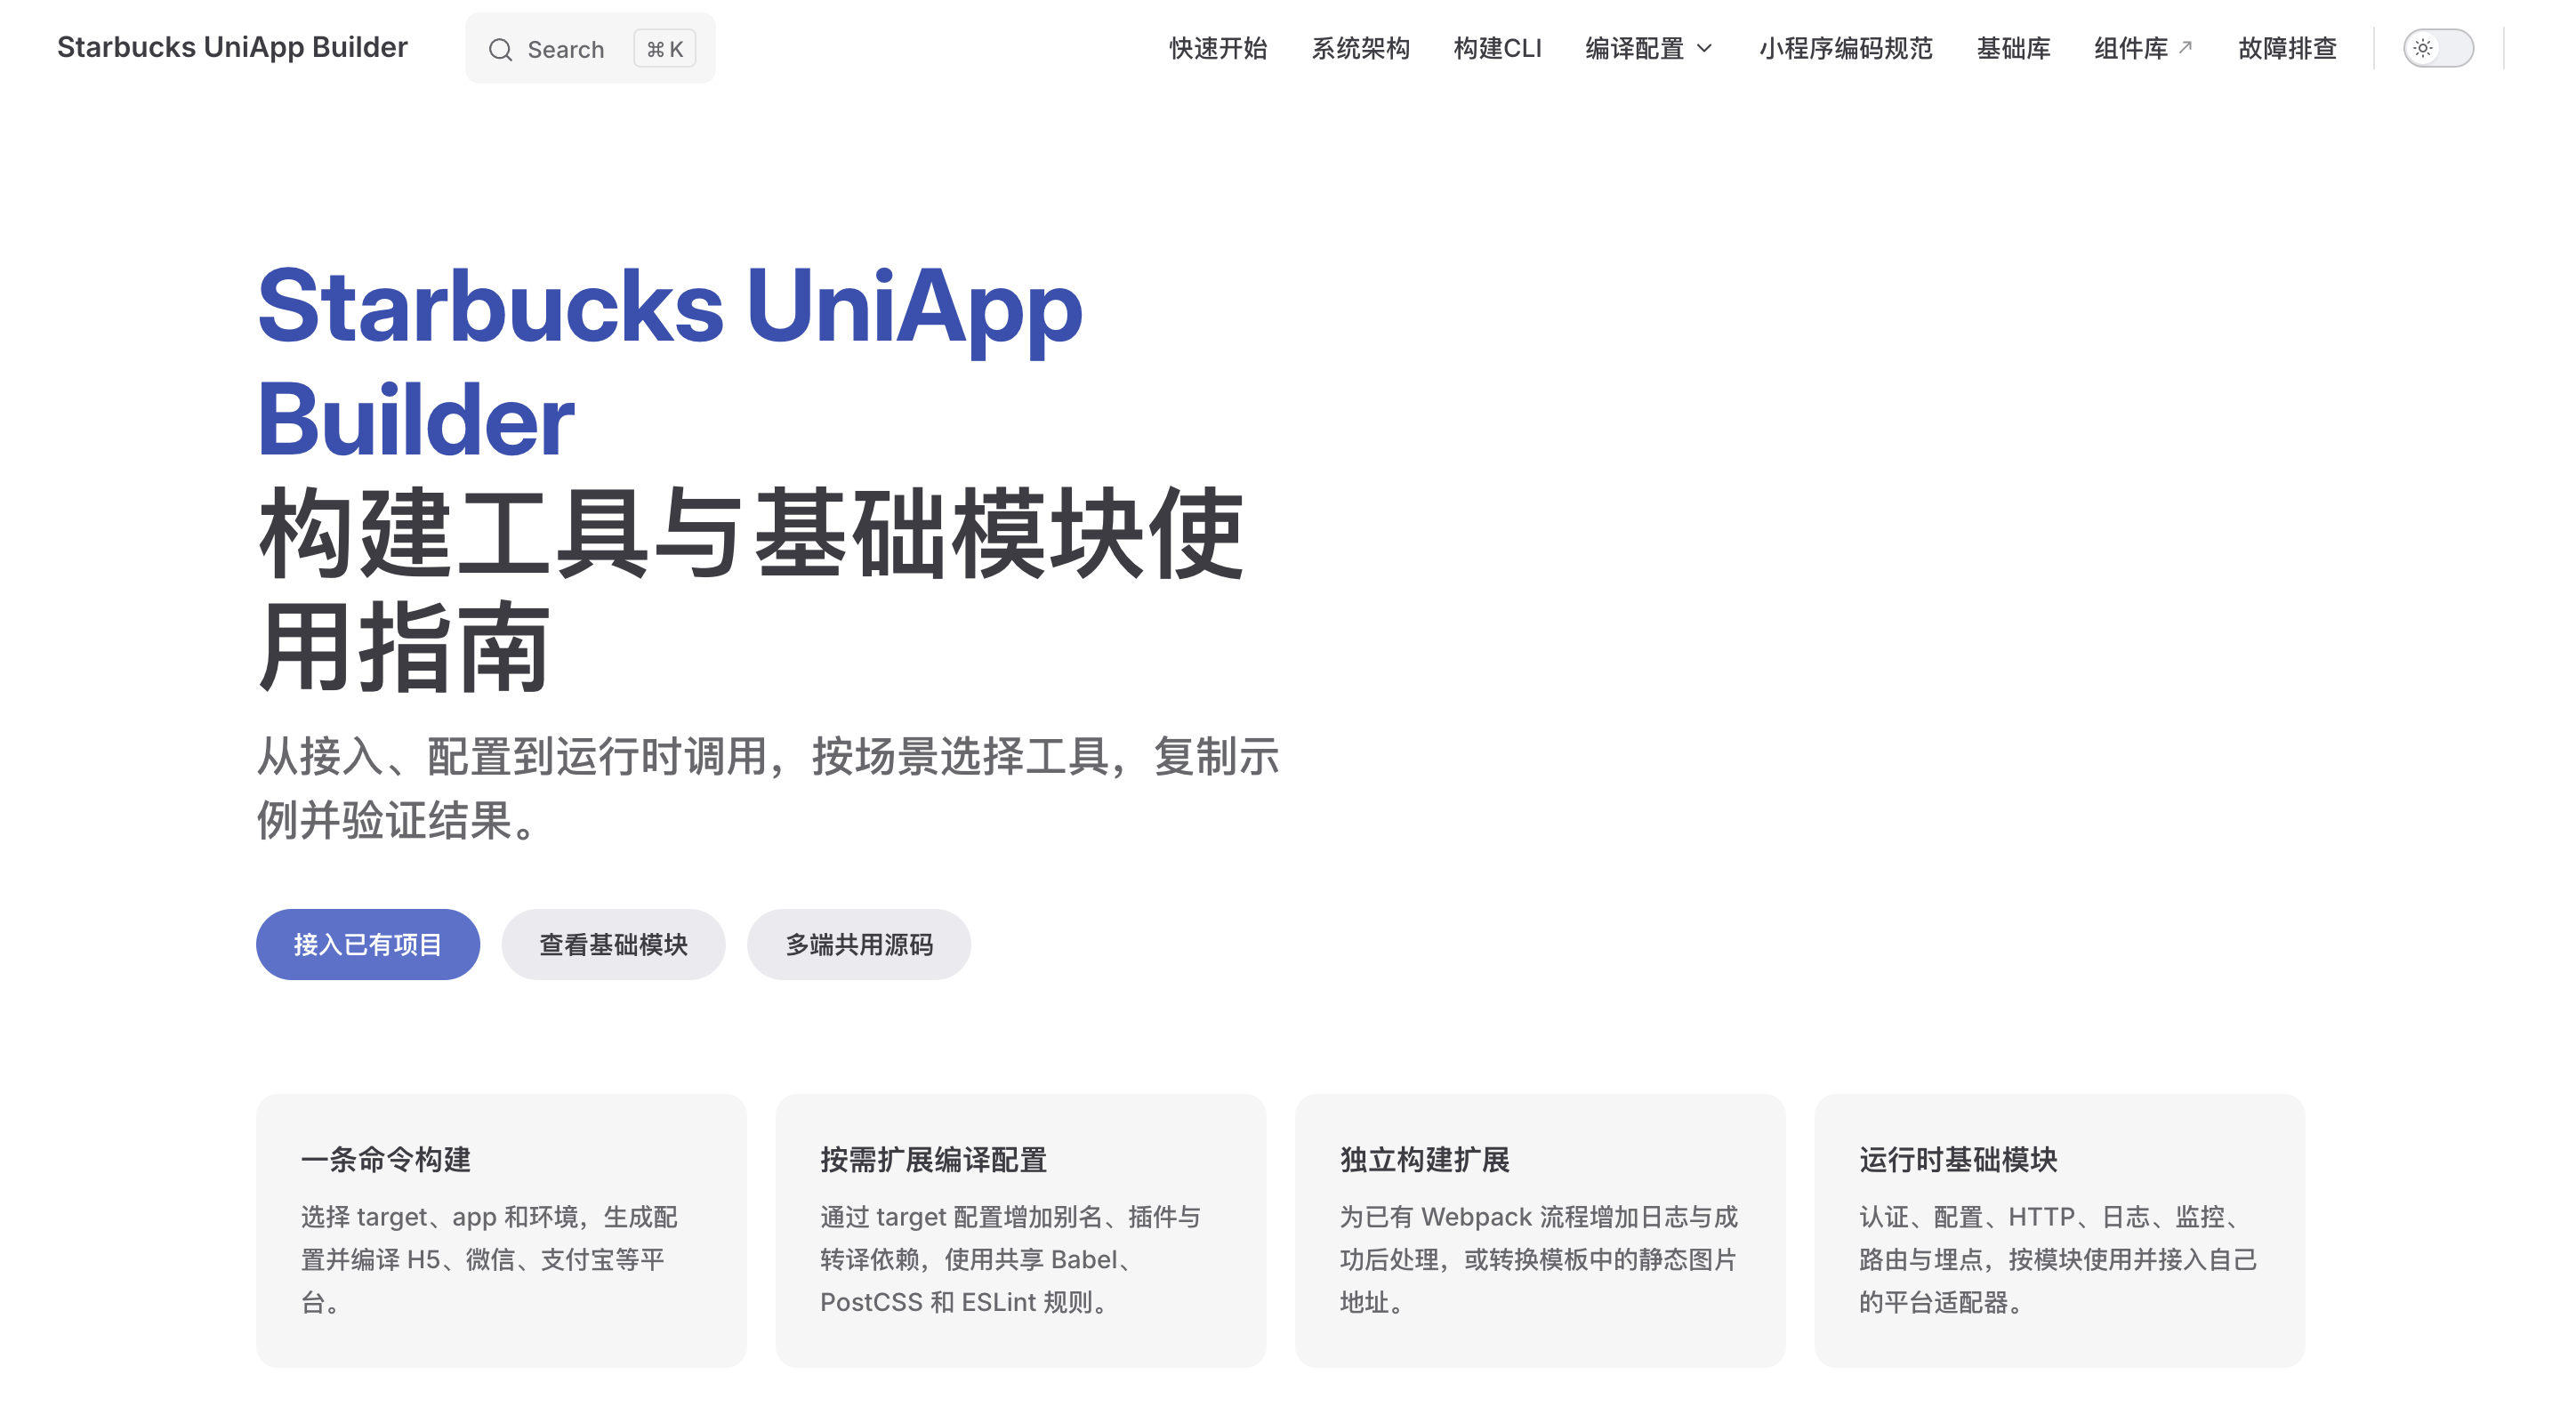 Starbucks UniApp Builder
Search ⌘ K
快速开始 系统架构 构建CLI 编译配置 小程序编码规范 基础库 组件库 ↗ 故障排查
Starbucks UniApp
Builder
构建工具与基础模块使
用指南
从接入、配置到运行时调用，按场景选择工具，复制示
例并验证结果。
接入已有项目 查看基础模块 多端共用源码
一条命令构建
选择 target、app 和环境，生成配
置并编译 H5、微信、支付宝等平
台。
按需扩展编译配置
通过 target 配置增加别名、插件与
转译依赖，使用共享 Babel、
PostCSS 和 ESLint 规则。
独立构建扩展
为已有 Webpack 流程增加日志与成
功后处理，或转换模板中的静态图片
地址。
运行时基础模块
认证、配置、HTTP、日志、监控、
路由与埋点，按模块使用并接入自己
的平台适配器。